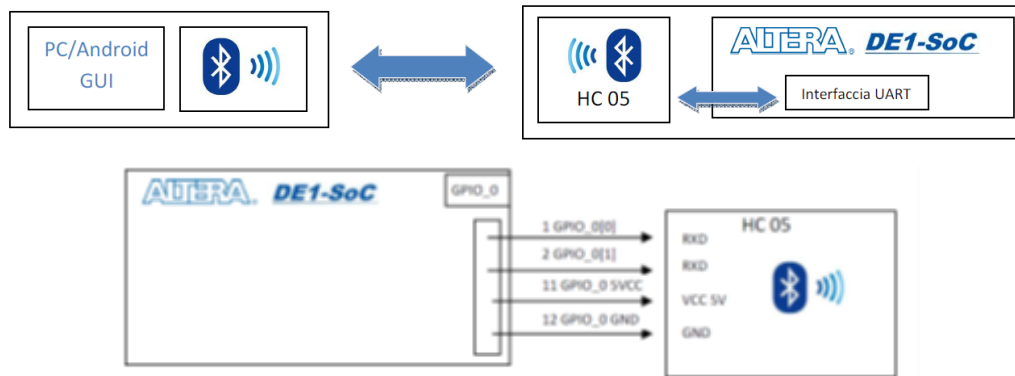 PC/Android
GUI
HC 05
ALTERA. DE1-SoC
Interfaccia UART
ALTERA. DE1-SoC
GPIO_0
1 GPIO_0[0]
2 GPIO_0[1]
11 GPIO_0 5VCC
12 GPIO_0 GND
HC 05
RXD
RXD
VCC 5V
GND